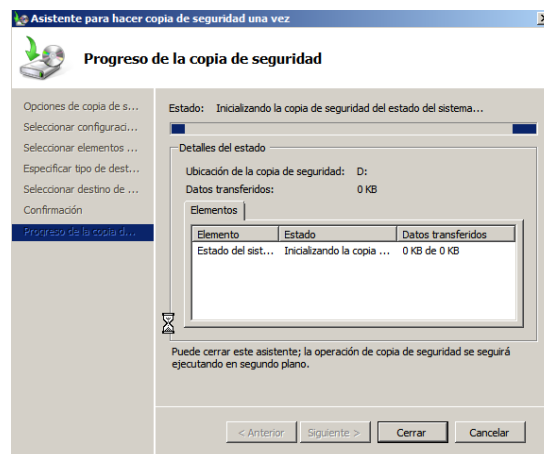 Asistente para hacer copia de seguridad una vez
Progreso de la copia de seguridad
Opciones de copia de s...
Seleccionar configuraci...
Seleccionar elementos ...
Especificar tipo de dest...
Seleccionar destino de ...
Confirmación
Progreso de la copia d...
Estado: Inicializando la copia de seguridad del estado del sistema...
Detalles del estado
Ubicación de la copia de seguridad: D:
Datos transferidos: 0 KB
Elementos
Elemento Estado Datos transferidos
Estado del sist... Inicializando la copia ... 0 KB de 0 KB
Puede cerrar este asistente; la operación de copia de seguridad se seguirá
ejecutando en segundo plano.
< Anterior Siguiente > Cerrar Cancelar